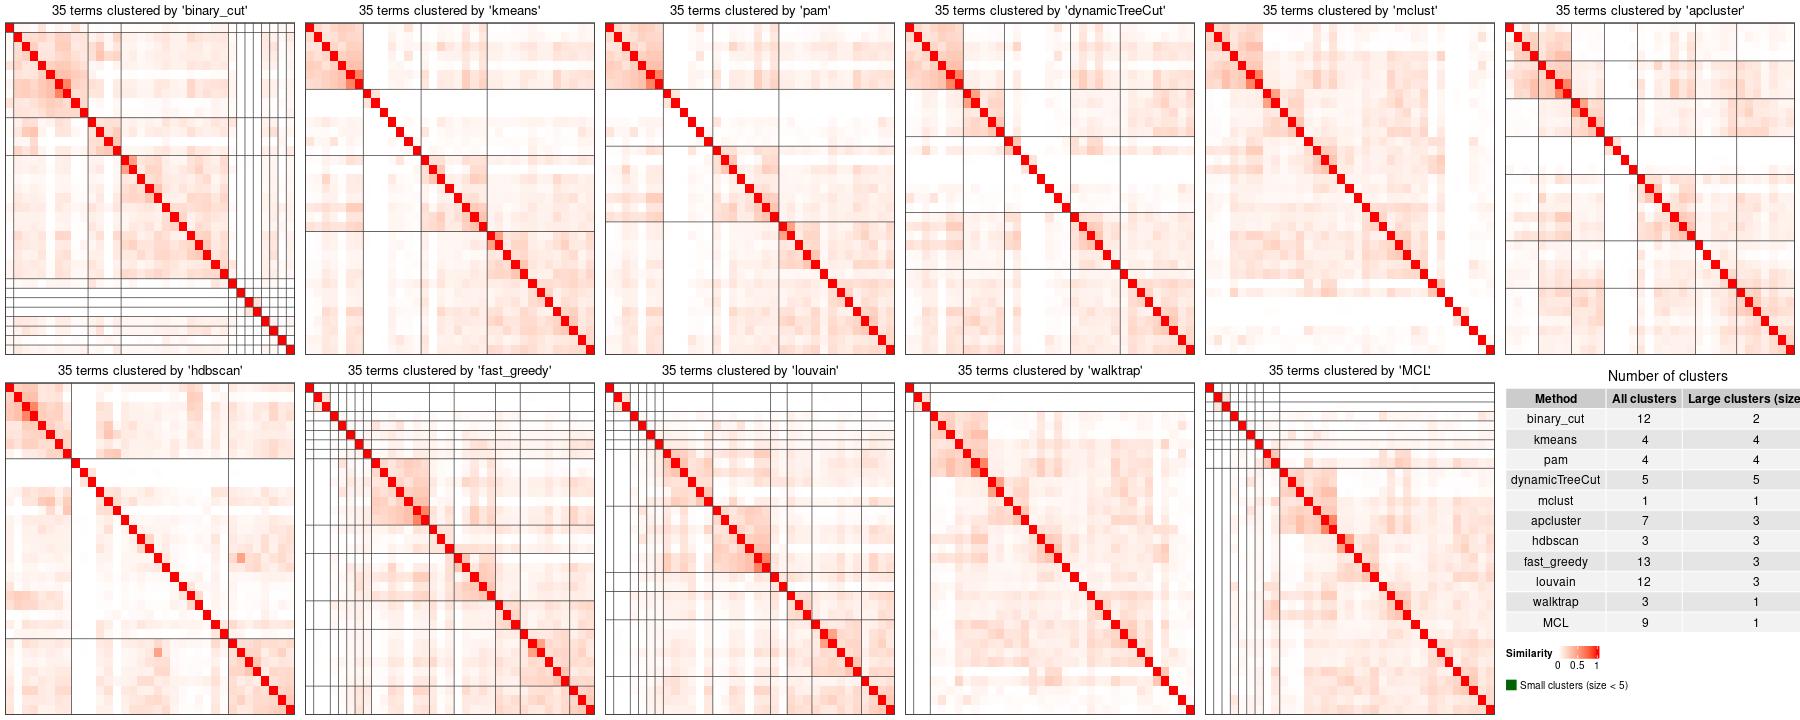 35 terms clustered by 'binary_cut'
35 terms clustered by 'kmeans'
35 terms clustered by 'pam'
35 terms clustered by 'dynamicTreeCut'
35 terms clustered by 'mclust'
35 terms clustered by 'apcluster'
35 terms clustered by 'hdbscan'
35 terms clustered by 'fast_greedy'
35 terms clustered by 'louvain'
35 terms clustered by 'walktrap'
35 terms clustered by 'MCL'
Number of clusters
Method All clusters Large clusters (size
binary_cut 12 2
kmeans 4 4
pam 4 4
dynamicTreeCut 5 5
mclust 1 1
apcluster 7 3
hdbscan 3 3
fast_greedy 13 3
louvain 12 3
walktrap 3 1
MCL 9 1
Similarity
0 0.5 1
Small clusters (size < 5)